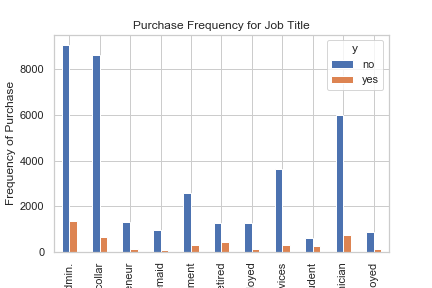 Purchase Frequency for Job Title
y
no
yes
Frequency of Purchase
8000
6000
4000
2000
0
dmin.
collar
neur
maid
ment
etired
oyed
vices
udent
nician
oyed